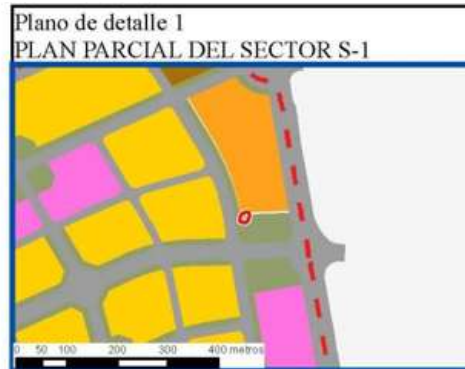 Plano de detalle 1
PLAN PARCIAL DEL SECTOR S-1
0 50 100 200 300 400 metros